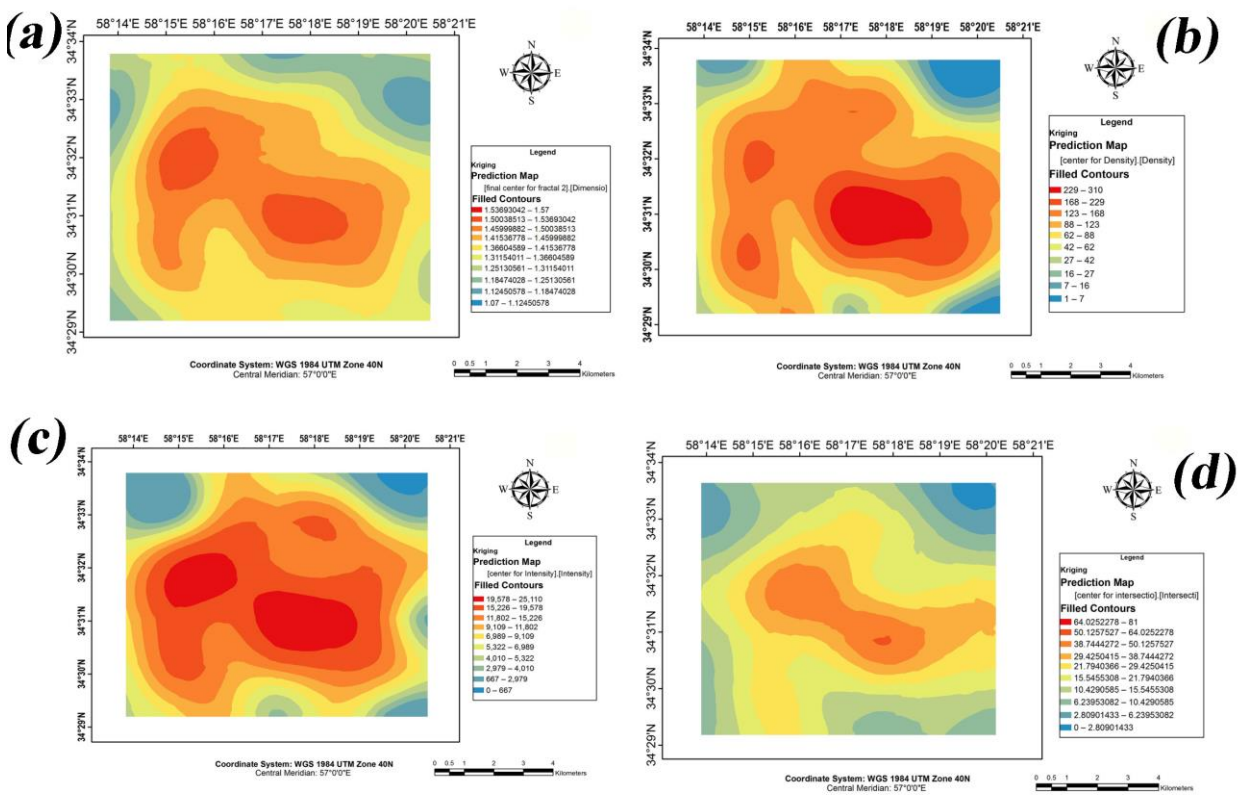 (a)
58°14'E 58°15'E 58°16'E 58°17'E 58°18'E 58°19'E 58°20'E 58°21'E
34°34'N
34°33'N
34°32'N
34°31'N
34°30'N
34°29'N
N
W E
S
Legend
Kriging
Prediction Map
[final center for fractal 2].[Dimensio]
Filled Contours
1.53693042 – 1.57
1.50038513 – 1.53693042
1.45999882 – 1.50038513
1.41536778 – 1.45999882
1.36604589 – 1.41536778
1.31154011 – 1.36604589
1.25130561 – 1.31154011
1.18474028 – 1.25130561
1.12450578 – 1.18474028
1.07 – 1.12450578
Coordinate System: WGS 1984 UTM Zone 40N
Central Meridian: 57°0'0"E
0 0.5 1 2 3 4
Kilometers
(b)
58°14'E 58°15'E 58°16'E 58°17'E 58°18'E 58°19'E 58°20'E 58°21'E
34°34'N
34°33'N
34°32'N
34°31'N
34°30'N
34°29'N
N
W E
S
Legend
Kriging
Prediction Map
[center for Density].[Density]
Filled Contours
229 – 310
168 – 229
123 – 168
88 – 123
62 – 88
42 – 62
27 – 42
16 – 27
7 – 16
1 – 7
Coordinate System: WGS 1984 UTM Zone 40N
Central Meridian: 57°0'0"E
0 0.5 1 2 3 4
Kilometers
(c)
58°14'E 58°15'E 58°16'E 58°17'E 58°18'E 58°19'E 58°20'E 58°21'E
34°34'N
34°33'N
34°32'N
34°31'N
34°30'N
34°29'N
N
W E
S
Legend
Kriging
Prediction Map
[center for Intensity].[Intensity]
Filled Contours
19,578 – 25,110
15,226 – 19,578
11,802 – 15,226
9,109 – 11,802
6,989 – 9,109
5,322 – 6,989
4,010 – 5,322
2,979 – 4,010
667 – 2,979
0 – 667
Coordinate System: WGS 1984 UTM Zone 40N
Central Meridian: 57°0'0"E
0 0.5 1 2 3 4
Kilometers
(d)
58°14'E 58°15'E 58°16'E 58°17'E 58°18'E 58°19'E 58°20'E 58°21'E
34°34'N
34°33'N
34°32'N
34°31'N
34°30'N
34°29'N
N
W E
S
Legend
Kriging
Prediction Map
[center for intersectio].[Intersecti]
Filled Contours
64.0252278 – 81
50.1257527 – 64.0252278
38.7444272 – 50.1257527
29.4250415 – 38.7444272
21.7940366 – 29.4250415
15.5455308 – 21.7940366
10.4290585 – 15.5455308
6.23953082 – 10.4290585
2.80901433 – 6.23953082
0 – 2.80901433
Coordinate System: WGS 1984 UTM Zone 40N
Central Meridian: 57°0'0"E
0 0.5 1 2 3 4
Kilometers